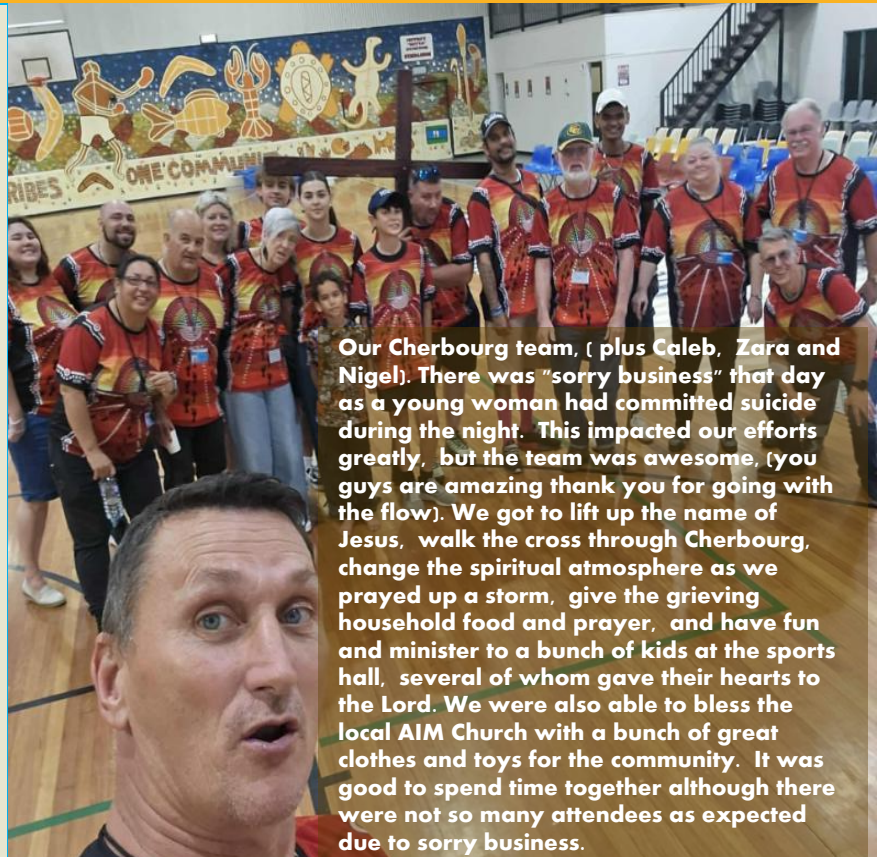 RIBES
ONE COMMUNI
Our Cherbourg team, ( plus Caleb, Zara and
Nigel). There was "sorry business" that day
as a young woman had committed suicide
during the night. This impacted our efforts
greatly, but the team was awesome, (you
guys are amazing thank you for going with
the flow). We got to lift up the name of
Jesus, walk the cross through Cherbourg,
change the spiritual atmosphere as we
prayed up a storm, give the grieving
household food and prayer, and have fun
and minister to a bunch of kids at the sports
hall, several of whom gave their hearts to
the Lord. We were also able to bless the
local AIM Church with a bunch of great
clothes and toys for the community. It was
good to spend time together although there
were not so many attendees as expected
due to sorry business.